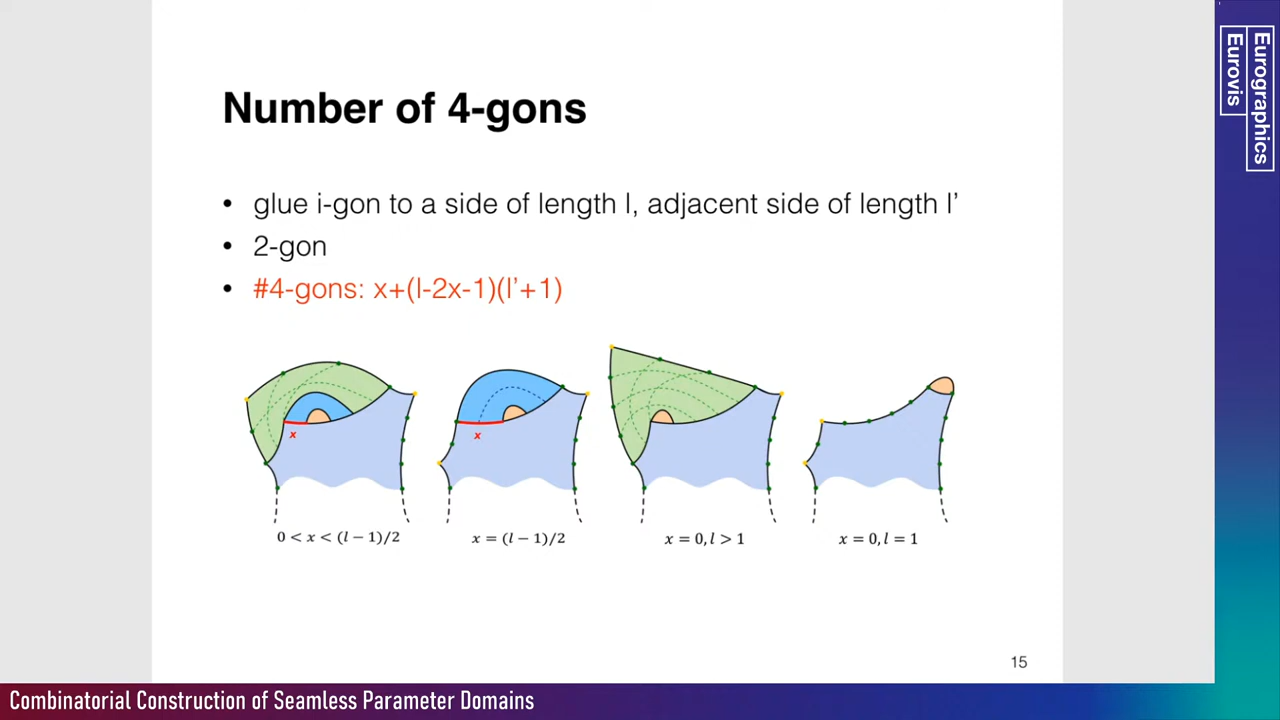 Number of 4-gons
• glue i-gon to a side of length l, adjacent side of length l’
• 2-gon
• #4-gons: x+(l-2x-1)(l’+1)
x
x
0 < x < (l − 1)/2
x = (l − 1)/2
x = 0, l > 1
x = 0, l = 1
15
Combinatorial Construction of Seamless Parameter Domains
Eurographics
Eurovis